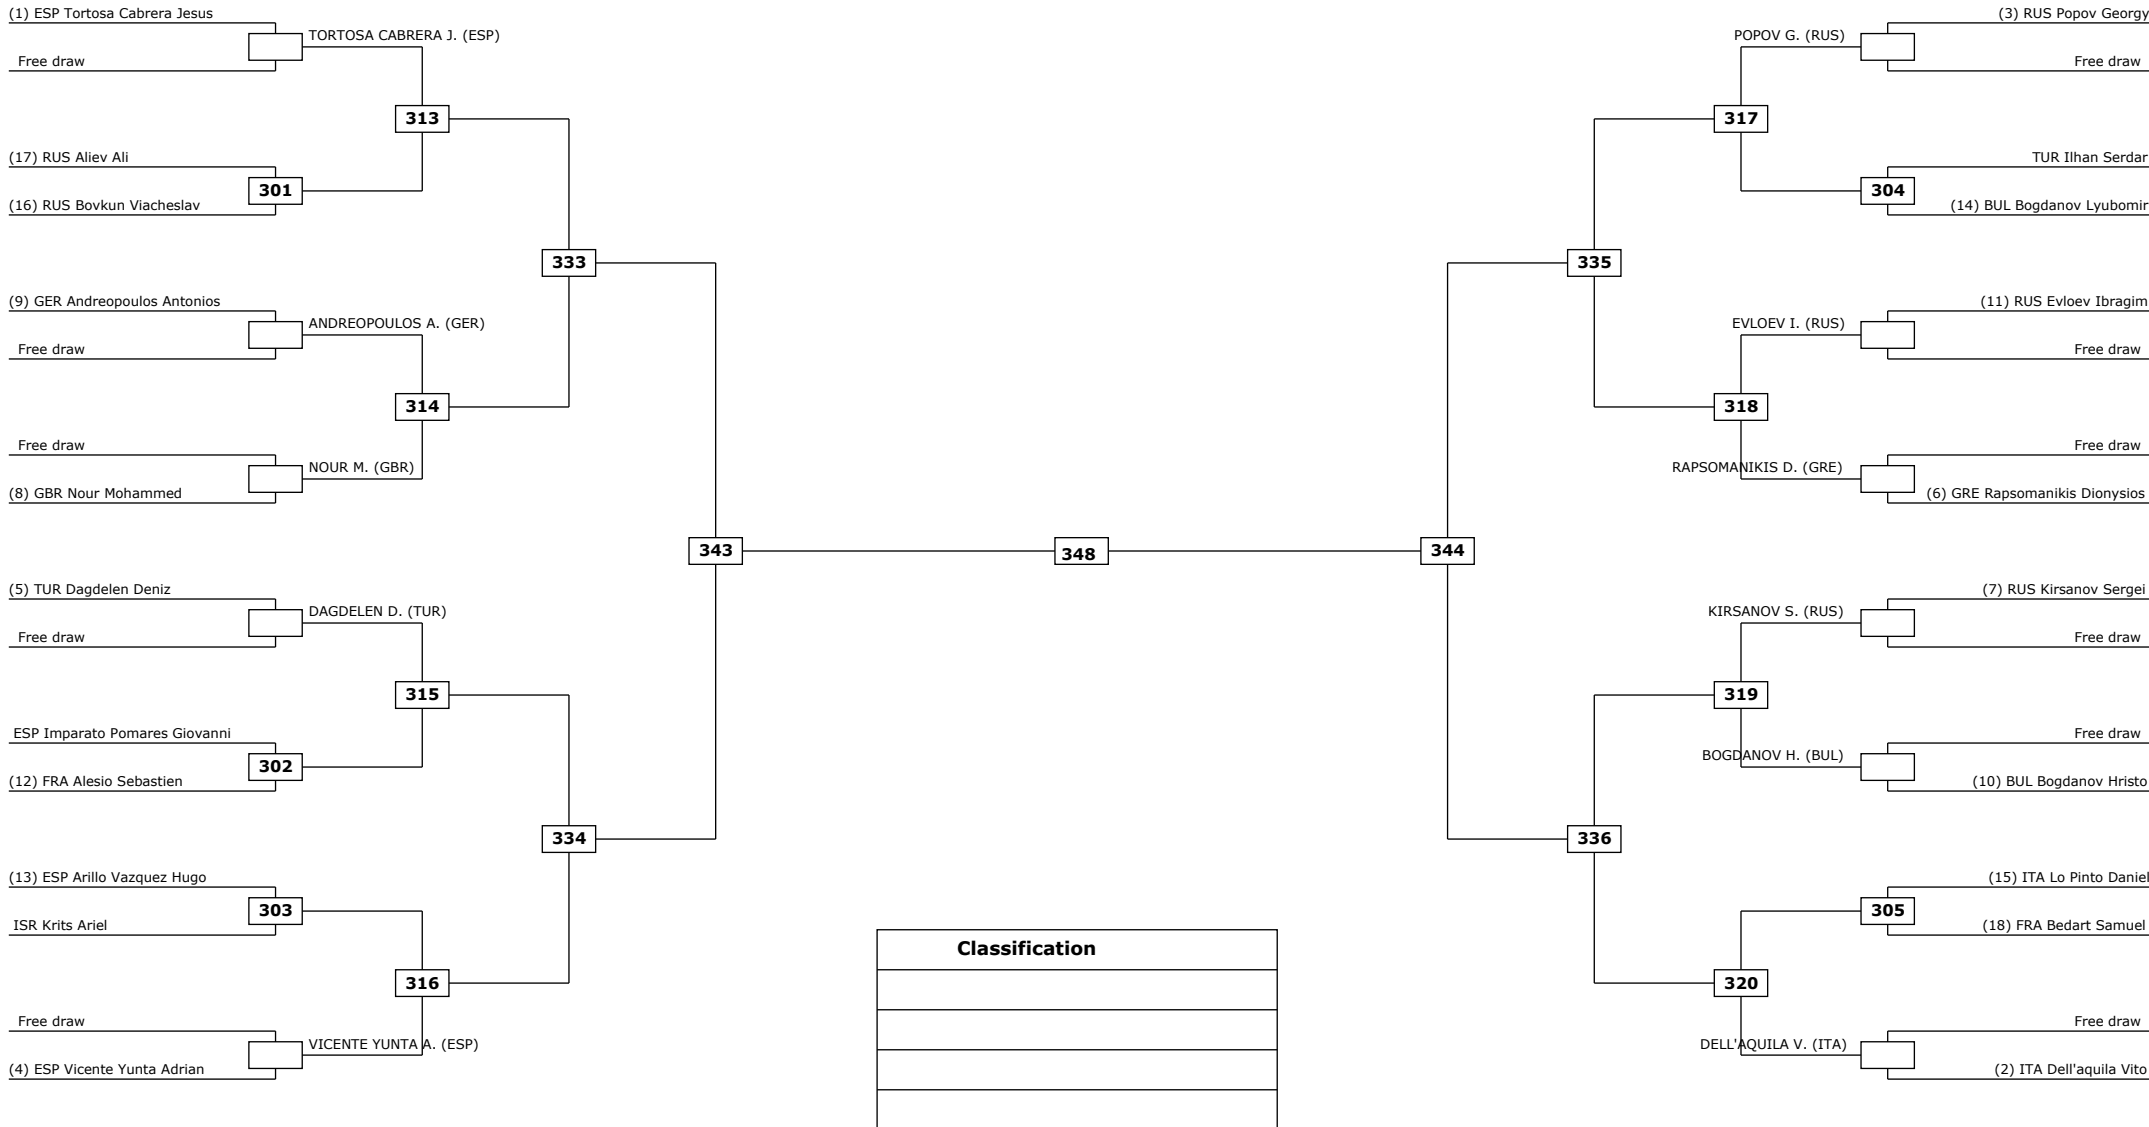 (1) ESP Tortosa Cabrera Jesus
TORTOSA CABRERA J. (ESP)
Free draw
313
(17) RUS Aliev Ali
301
(16) RUS Bovkun Viacheslav
333
(9) GER Andreopoulos Antonios
ANDREOPOULOS A. (GER)
Free draw
314
Free draw
NOUR M. (GBR)
(8) GBR Nour Mohammed
343
(5) TUR Dagdelen Deniz
DAGDELEN D. (TUR)
Free draw
315
ESP Imparato Pomares Giovanni
302
(12) FRA Alesio Sebastien
334
(13) ESP Arillo Vazquez Hugo
303
ISR Krits Ariel
316
Free draw
VICENTE YUNTA A. (ESP)
(4) ESP Vicente Yunta Adrian
348
(3) RUS Popov Georgy
POPOV G. (RUS)
Free draw
317
TUR Ilhan Serdar
304
(14) BUL Bogdanov Lyubomir
335
(11) RUS Evloev Ibragim
EVLOEV I. (RUS)
Free draw
318
Free draw
RAPSOMANIKIS D. (GRE)
(6) GRE Rapsomanikis Dionysios
344
(7) RUS Kirsanov Sergei
KIRSANOV S. (RUS)
Free draw
319
Free draw
BOGDANOV H. (BUL)
(10) BUL Bogdanov Hristo
336
(15) ITA Lo Pinto Daniel
305
(18) FRA Bedart Samuel
320
Free draw
DELL'AQUILA V. (ITA)
(2) ITA Dell'aquila Vito
Classification